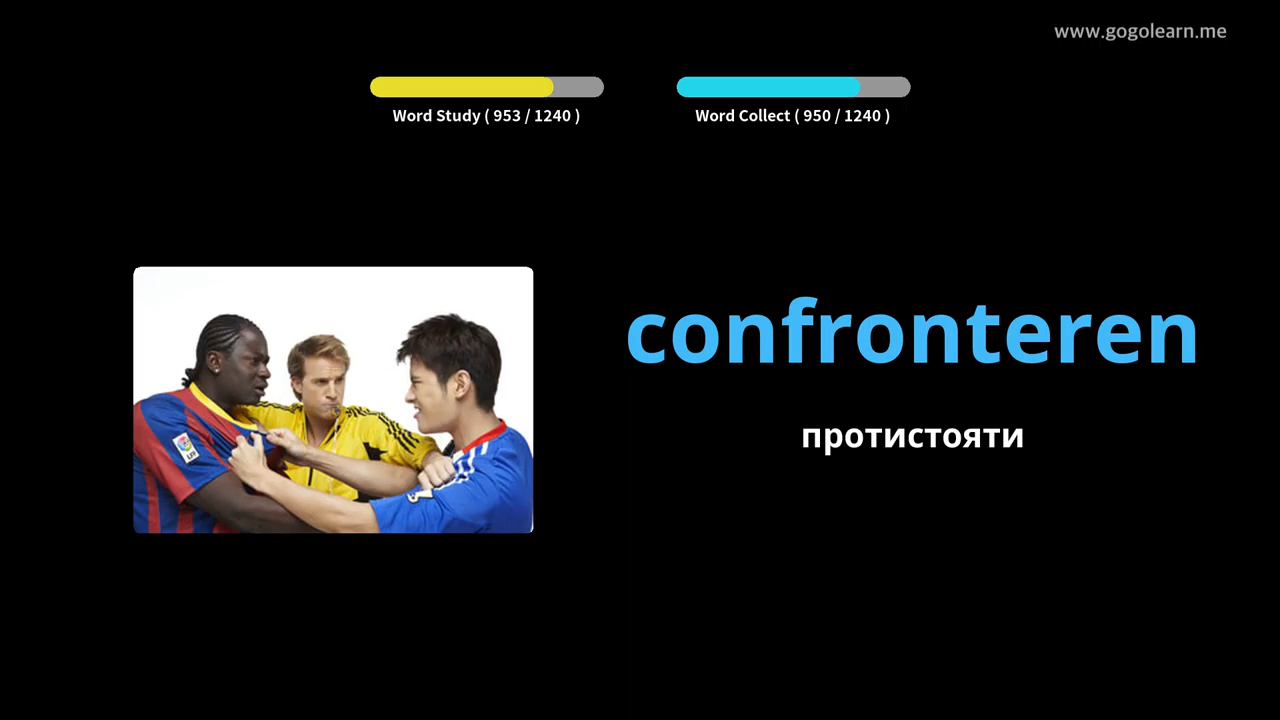 www.gogolearn.me
Word Study ( 953 / 1240 )
Word Collect ( 950 / 1240 )
confronteren
протистояти